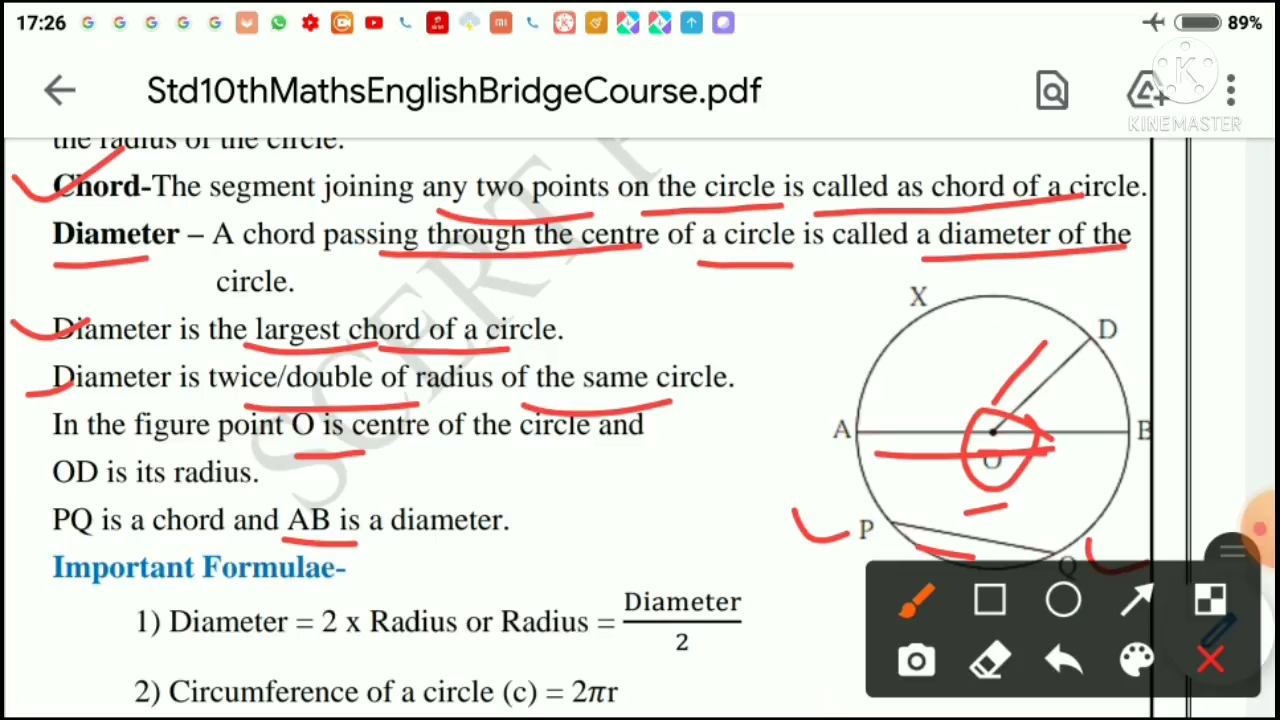 17:26
89%
Std10thMathsEnglishBridgeCourse.pdf
KINEMASTER
the radius of the circle.
Chord-The segment joining any two points on the circle is called as chord of a circle.
Diameter – A chord passing through the centre of a circle is called a diameter of the
circle.
Diameter is the largest chord of a circle.
Diameter is twice/double of radius of the same circle.
In the figure point O is centre of the circle and
OD is its radius.
PQ is a chord and AB is a diameter.
X
D
A
B
O
P
Q
Important Formulae-
1) Diameter = 2 x Radius or Radius = Diameter
2
2) Circumference of a circle (c) = 2πr
SCERT